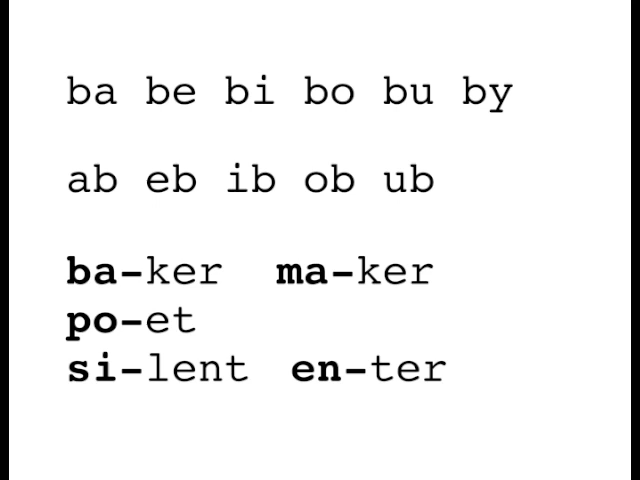 ba be bi bo bu by
ab eb ib ob ub
ba-ker ma-ker
po-et
si-lent en-ter